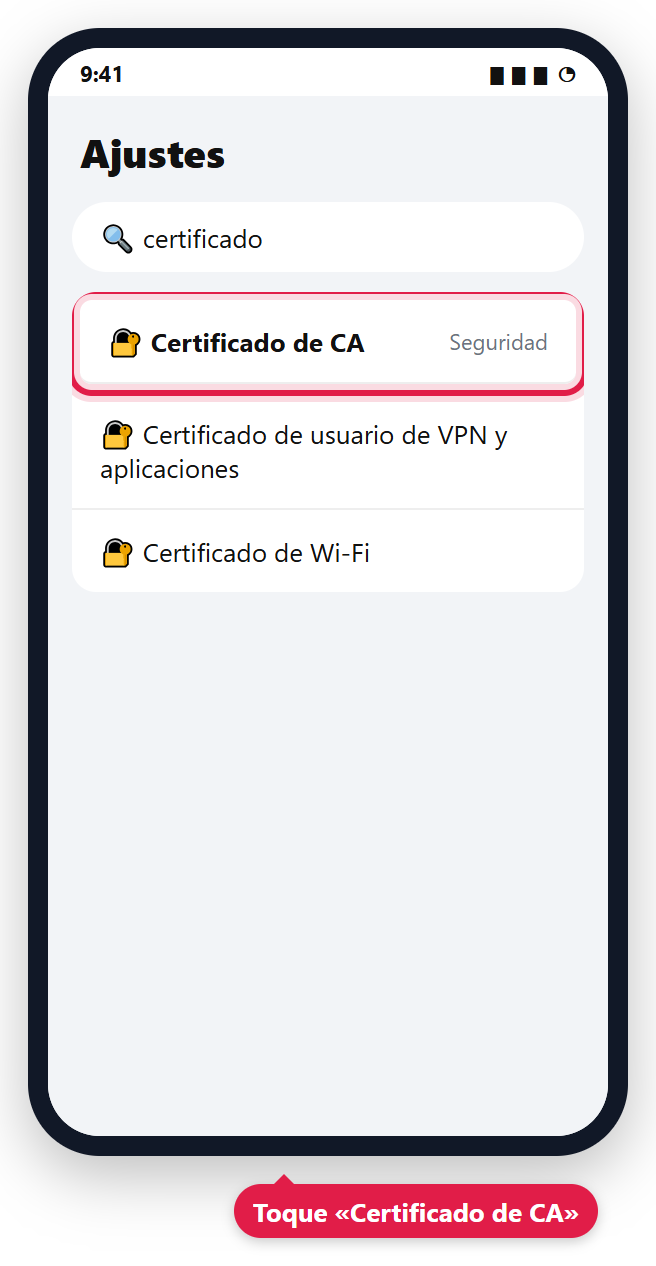 9:41
Ajustes
certificado
Certificado de CA Seguridad
Certificado de usuario de VPN y
aplicaciones
Certificado de Wi-Fi
Toque «Certificado de CA»